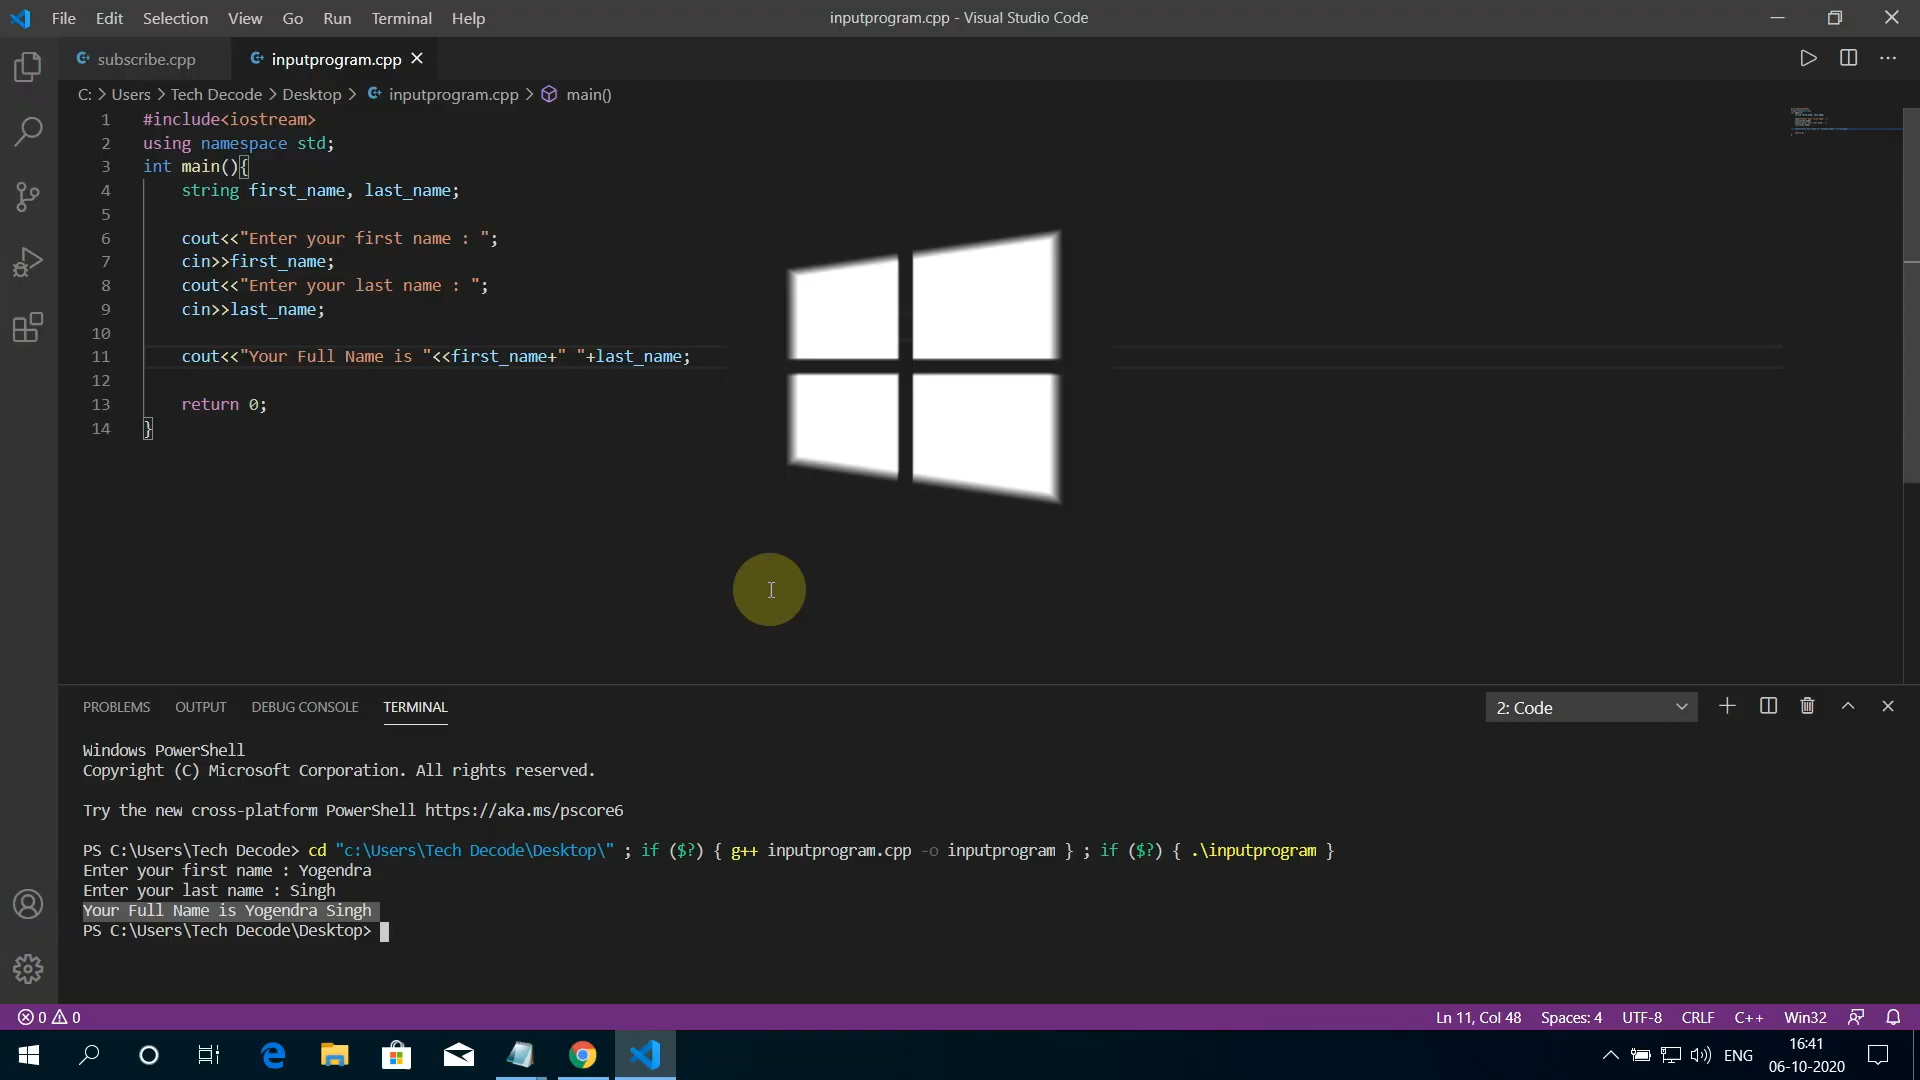 File Edit Selection View Go Run Terminal Help
inputprogram.cpp - Visual Studio Code
subscribe.cpp
inputprogram.cpp
C: > Users > Tech Decode > Desktop > inputprogram.cpp > main()
1 #include<iostream>
2 using namespace std;
3 int main(){
4 string first_name, last_name;
5
6 cout<<"Enter your first name : ";
7 cin>>first_name;
8 cout<<"Enter your last name : ";
9 cin>>last_name;
10
11 cout<<"Your Full Name is "<<first_name+" "+last_name;
12
13 return 0;
14 }
PROBLEMS OUTPUT DEBUG CONSOLE TERMINAL
2: Code
Windows PowerShell
Copyright (C) Microsoft Corporation. All rights reserved.
Try the new cross-platform PowerShell https://aka.ms/pscore6
PS C:\Users\Tech Decode> cd "c:\Users\Tech Decode\Desktop\" ; if ($?) { g++ inputprogram.cpp -o inputprogram } ; if ($?) { .\inputprogram }
Enter your first name : Yogendra
Enter your last name : Singh
Your Full Name is Yogendra Singh
PS C:\Users\Tech Decode\Desktop>
0 0
Ln 11, Col 48 Spaces: 4 UTF-8 CRLF C++ Win32
ENG
16:41
06-10-2020